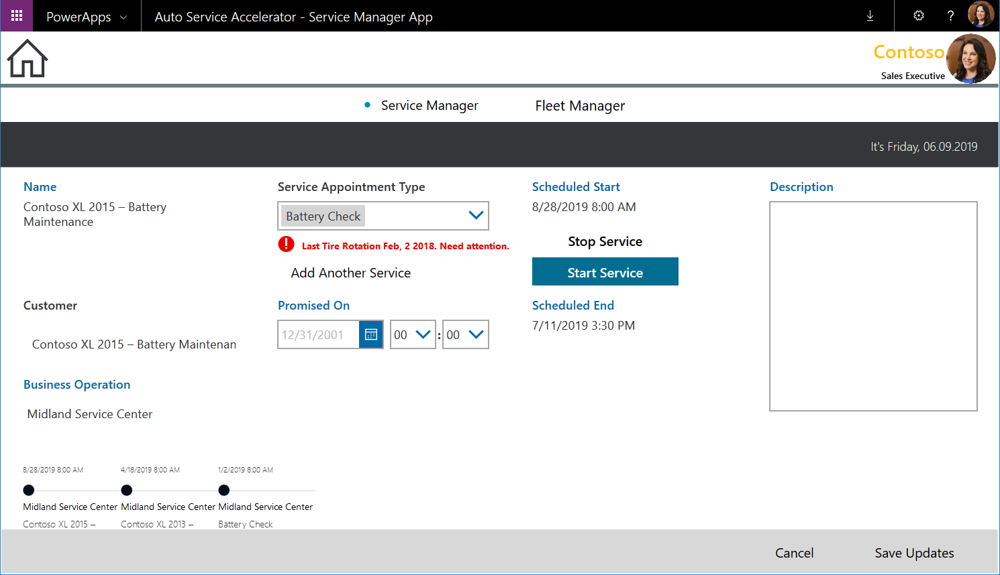 PowerApps
Auto Service Accelerator - Service Manager App
?
Contoso
Sales Executive
Service Manager
Fleet Manager
It's Friday, 06.09.2019
Name
Contoso XL 2015 – Battery
Maintenance
Service Appointment Type
Battery Check
! Last Tire Rotation Feb, 2 2018. Need attention.
Add Another Service
Scheduled Start
8/28/2019 8:00 AM
Stop Service
Start Service
Description
Customer
Contoso XL 2015 – Battery Maintenan
Promised On
12/31/2001
00 : 00
Scheduled End
7/11/2019 3:30 PM
Business Operation
Midland Service Center
8/28/2019 8:00 AM
Midland Service Center
Contoso XL 2015 –
4/18/2019 8:00 AM
Midland Service Center
Contoso XL 2013 –
1/2/2019 8:00 AM
Midland Service Center
Battery Check
Cancel
Save Updates